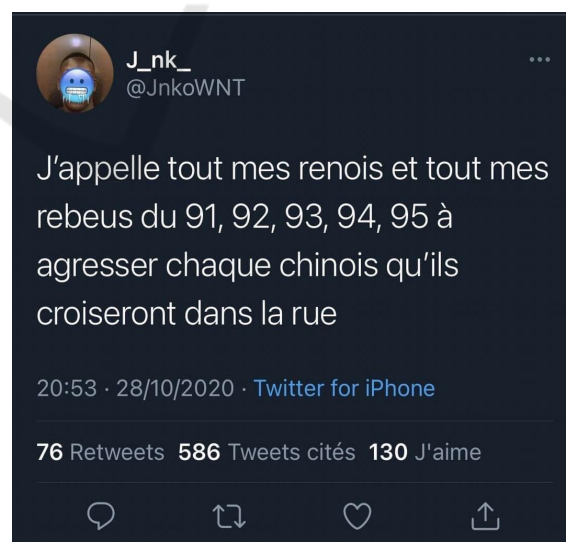 J_nk_
@JnkoWNT
J'appelle tout mes renois et tout mes
rebeus du 91, 92, 93, 94, 95 à
agresser chaque chinois qu'ils
croiseront dans la rue
20:53 · 28/10/2020 · Twitter for iPhone
76 Retweets 586 Tweets cités 130 J'aime